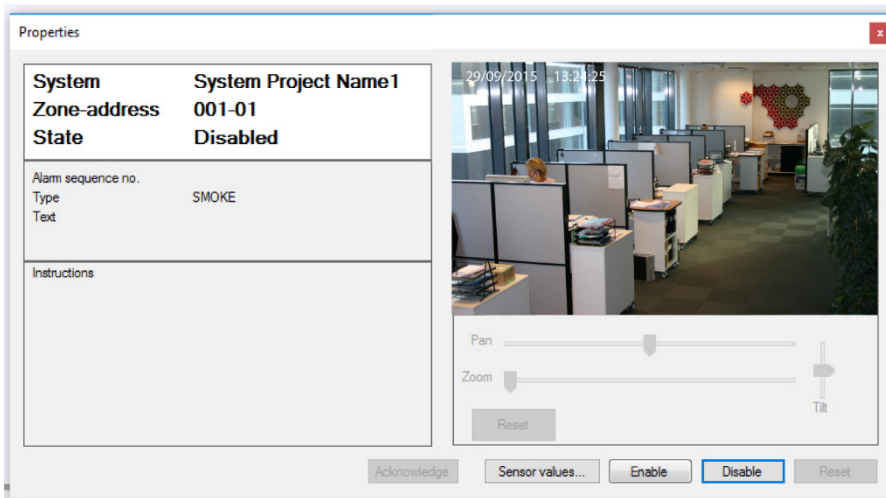 Properties
x
System System Project Name1
Zone-address 001-01
State Disabled
Alarm sequence no.
Type SMOKE
Text
Instructions
29/09/2015 13:24:25
Pan
Zoom
Tilt
Reset
Acknowledge Sensor values... Enable Disable Reset